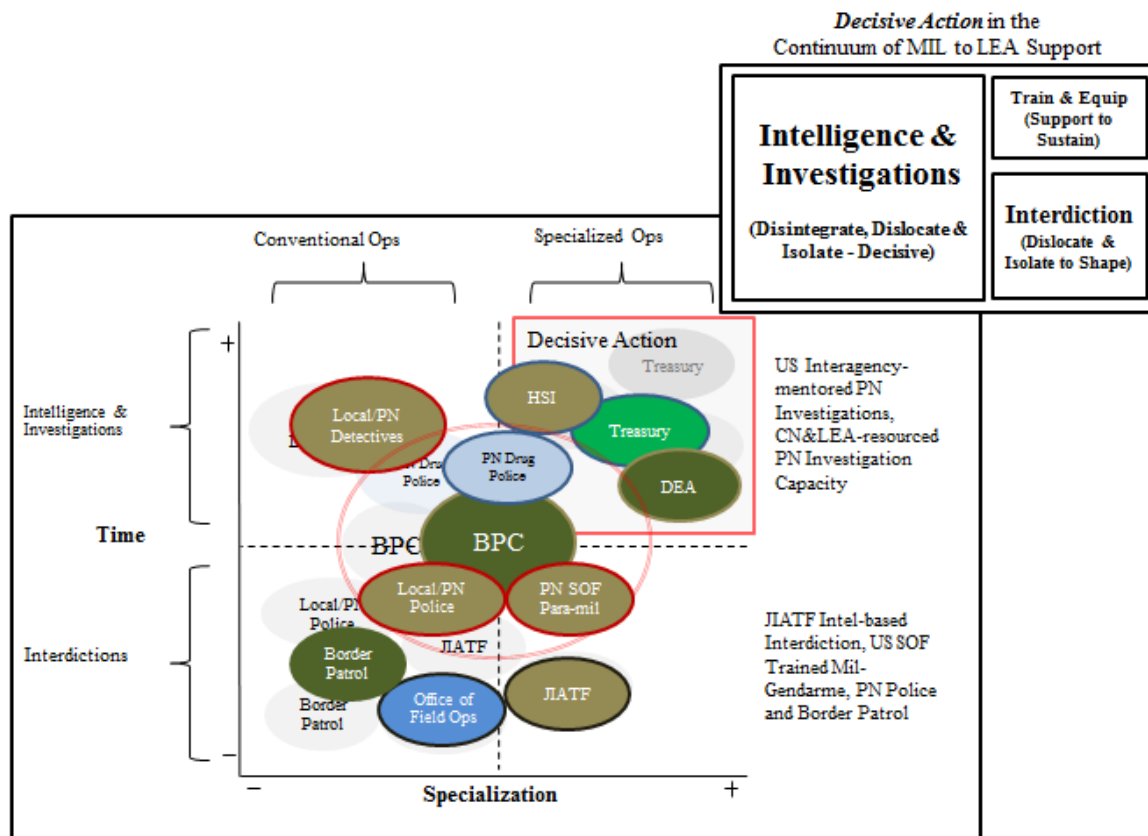 Decisive Action in the
Continuum of MIL to LEA Support
Intelligence &
Investigations
(Disintegrate, Dislocate &
Isolate - Decisive)
Train & Equip
(Support to
Sustain)
Interdiction
(Dislocate &
Isolate to Shape)
Conventional Ops
Specialized Ops
+
Decisive Action
Treasury
HSI
Treasury
DEA
Local/PN
Detectives
PN Drug
Police
PN Drug
Police
Intelligence &
Investigations
US Interagency-
mentored PN
Investigations,
CN&LEA-resourced
PN Investigation
Capacity
Time
BPC
BPC
Local/PN
Police
PN SOF
Para-mil
Local/PN
Police
JIATF
Interdictions
Border
Patrol
Border
Patrol
Office of
Field Ops
JIATF
JIATF Intel-based
Interdiction, US SOF
Trained Mil-
Gendarme, PN Police
and Border Patrol
–
–
Specialization
+